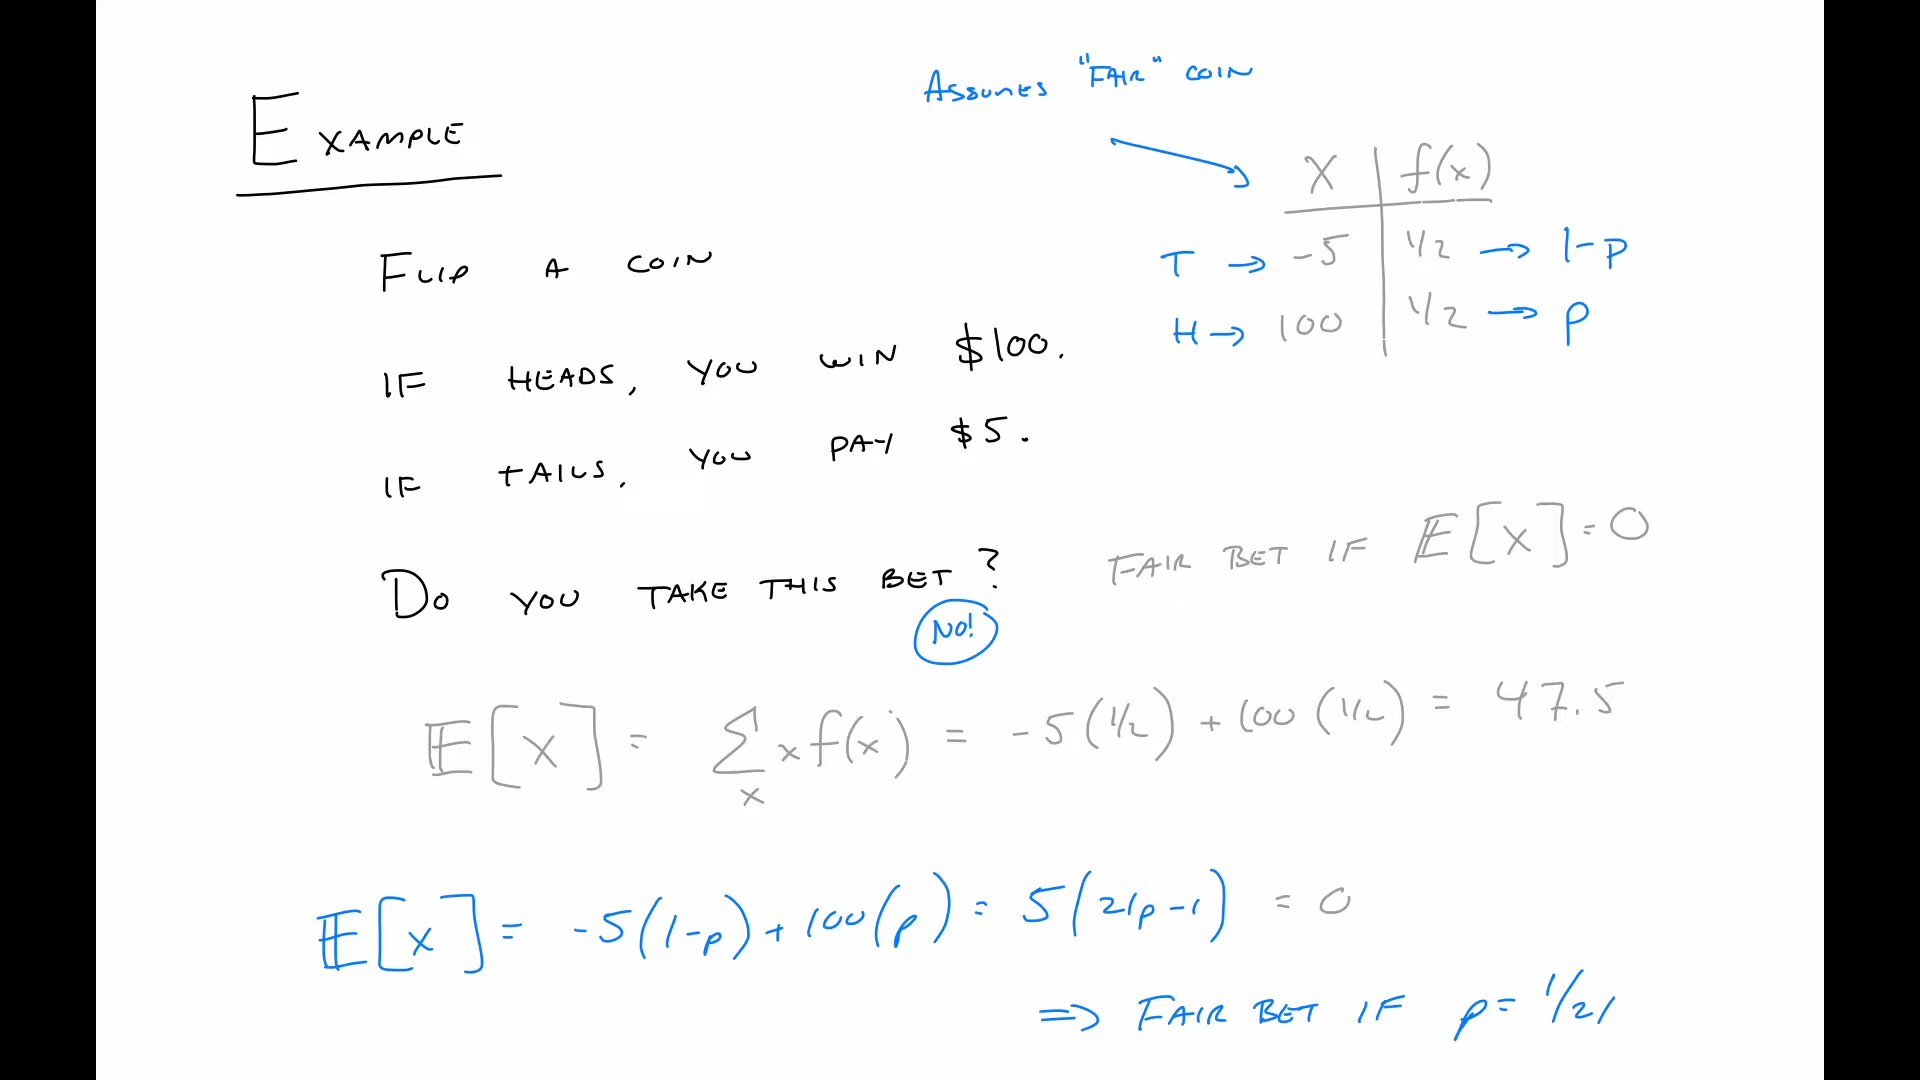 Assumes "Fair" coin
Example
X | f(x)
Flip a coin
T → -5 | 1/2 → 1-p
H → 100 | 1/2 → p
If heads, you win $100.
If tails, you pay $5.
Fair bet if 𝔼[X] = 0
Do you take this bet?
No!
𝔼[X] = ∑ₓ x f(x) = -5(1/2) + 100(1/2) = 47.5
𝔼[X] = -5(1-p) + 100(p) = 5(21p-1) = 0
⇒ Fair bet if p = 1/21